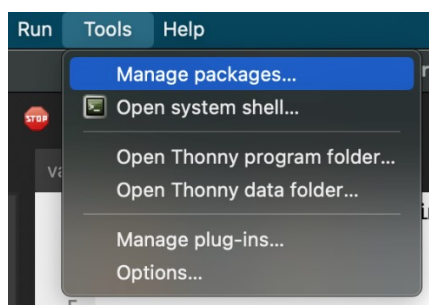 Run Tools Help
Manage packages...
STOP
Open system shell...
Open Thonny program folder...
Open Thonny data folder...
Manage plug-ins...
Options...